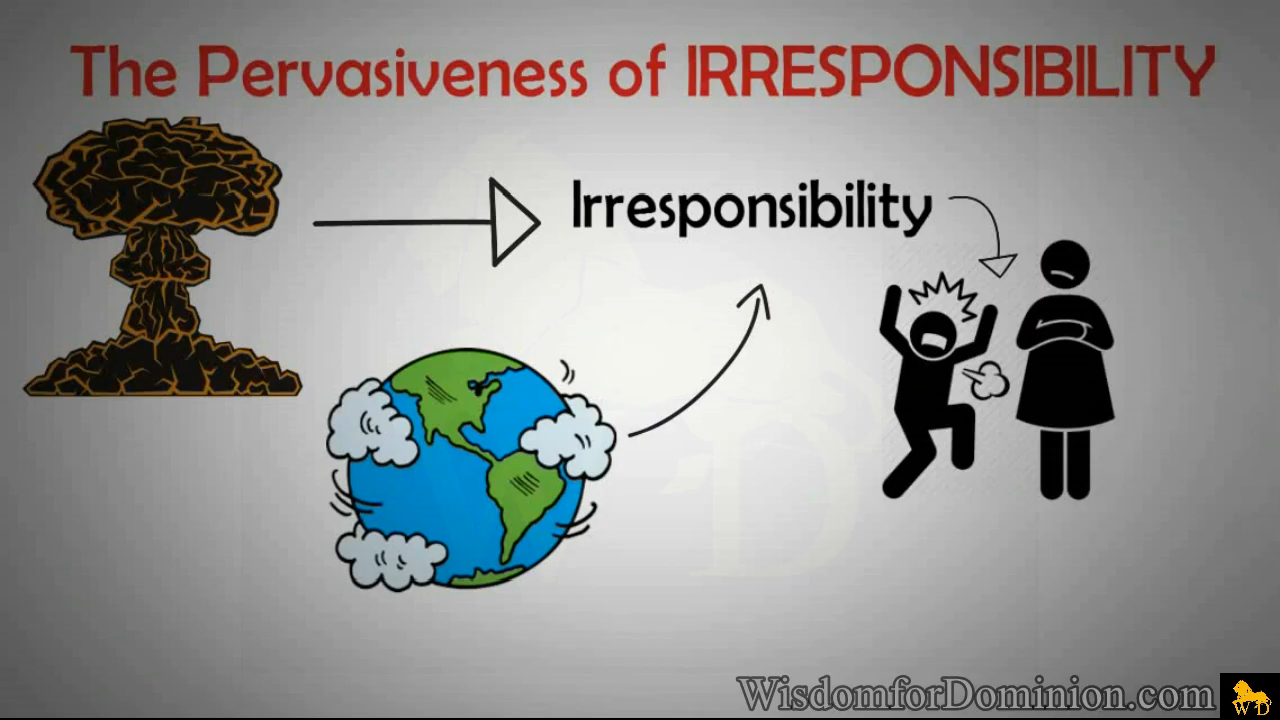 The Pervasiveness of IRRESPONSIBILITY
Irresponsibility
WisdomforDominion.com
WD